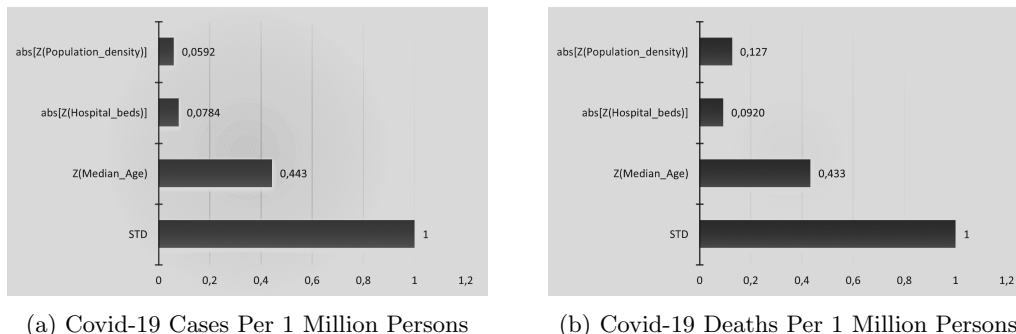 abs[Z(Population_density)]
0,0592
abs[Z(Hospital_beds)]
0,0784
Z(Median_Age)
0,443
STD
1
0 0,2 0,4 0,6 0,8 1 1,2
(a) Covid-19 Cases Per 1 Million Persons
abs[Z(Population_density)]
0,127
abs[Z(Hospital_beds)]
0,0920
Z(Median_Age)
0,433
STD
1
0 0,2 0,4 0,6 0,8 1 1,2
(b) Covid-19 Deaths Per 1 Million Persons